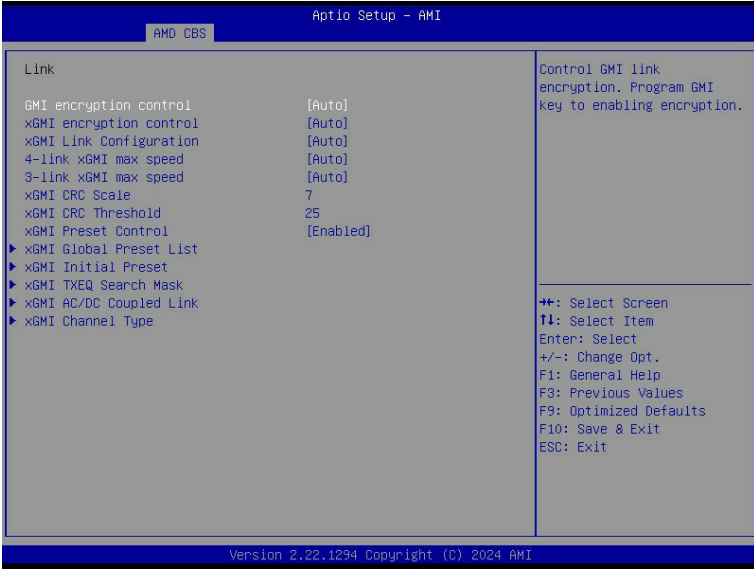 Aptio Setup - AMI
AMD CBS
Link
GMI encryption control [Auto]
xGMI encryption control [Auto]
xGMI Link Configuration [Auto]
4-link xGMI max speed [Auto]
3-link xGMI max speed [Auto]
xGMI CRC Scale 7
xGMI CRC Threshold 25
xGMI Preset Control [Enabled]
xGMI Global Preset List
xGMI Initial Preset
xGMI TXEQ Search Mask
xGMI AC/DC Coupled Link
xGMI Channel Type
Control GMI link
encryption. Program GMI
key to enabling encryption.
→←: Select Screen
↑↓: Select Item
Enter: Select
+/-: Change Opt.
F1: General Help
F3: Previous Values
F9: Optimized Defaults
F10: Save & Exit
ESC: Exit
Version 2.22.1294 Copyright (C) 2024 AMI